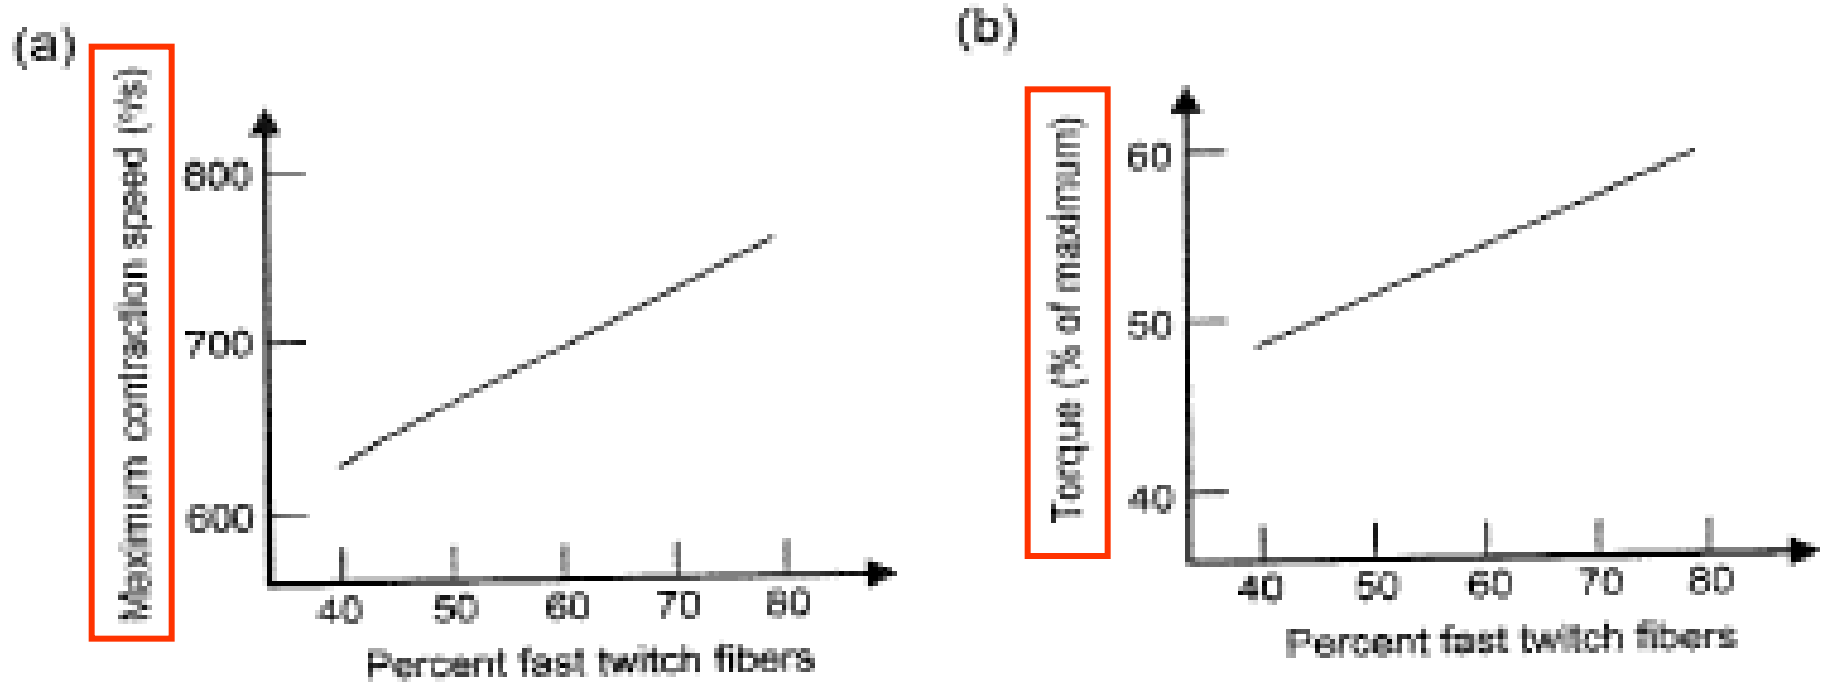 (a)
Maximum contraction speed (°/s)
800
700
600
40 50 60 70 80
Percent fast twitch fibers
(b)
Torque (% of maximum)
60
50
40
40 50 60 70 80
Percent fast twitch fibers